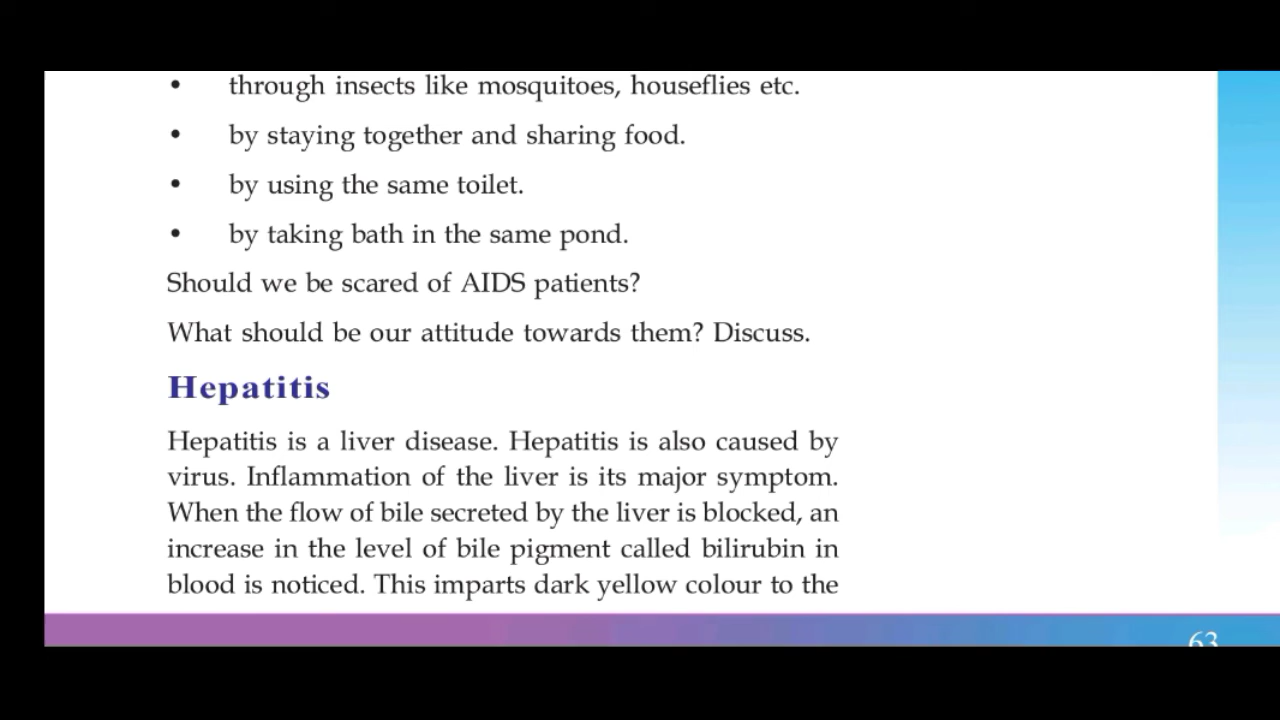 • through insects like mosquitoes, houseflies etc.
• by staying together and sharing food.
• by using the same toilet.
• by taking bath in the same pond.
Should we be scared of AIDS patients?
What should be our attitude towards them? Discuss.
Hepatitis
Hepatitis is a liver disease. Hepatitis is also caused by
virus. Inflammation of the liver is its major symptom.
When the flow of bile secreted by the liver is blocked, an
increase in the level of bile pigment called bilirubin in
blood is noticed. This imparts dark yellow colour to the
63